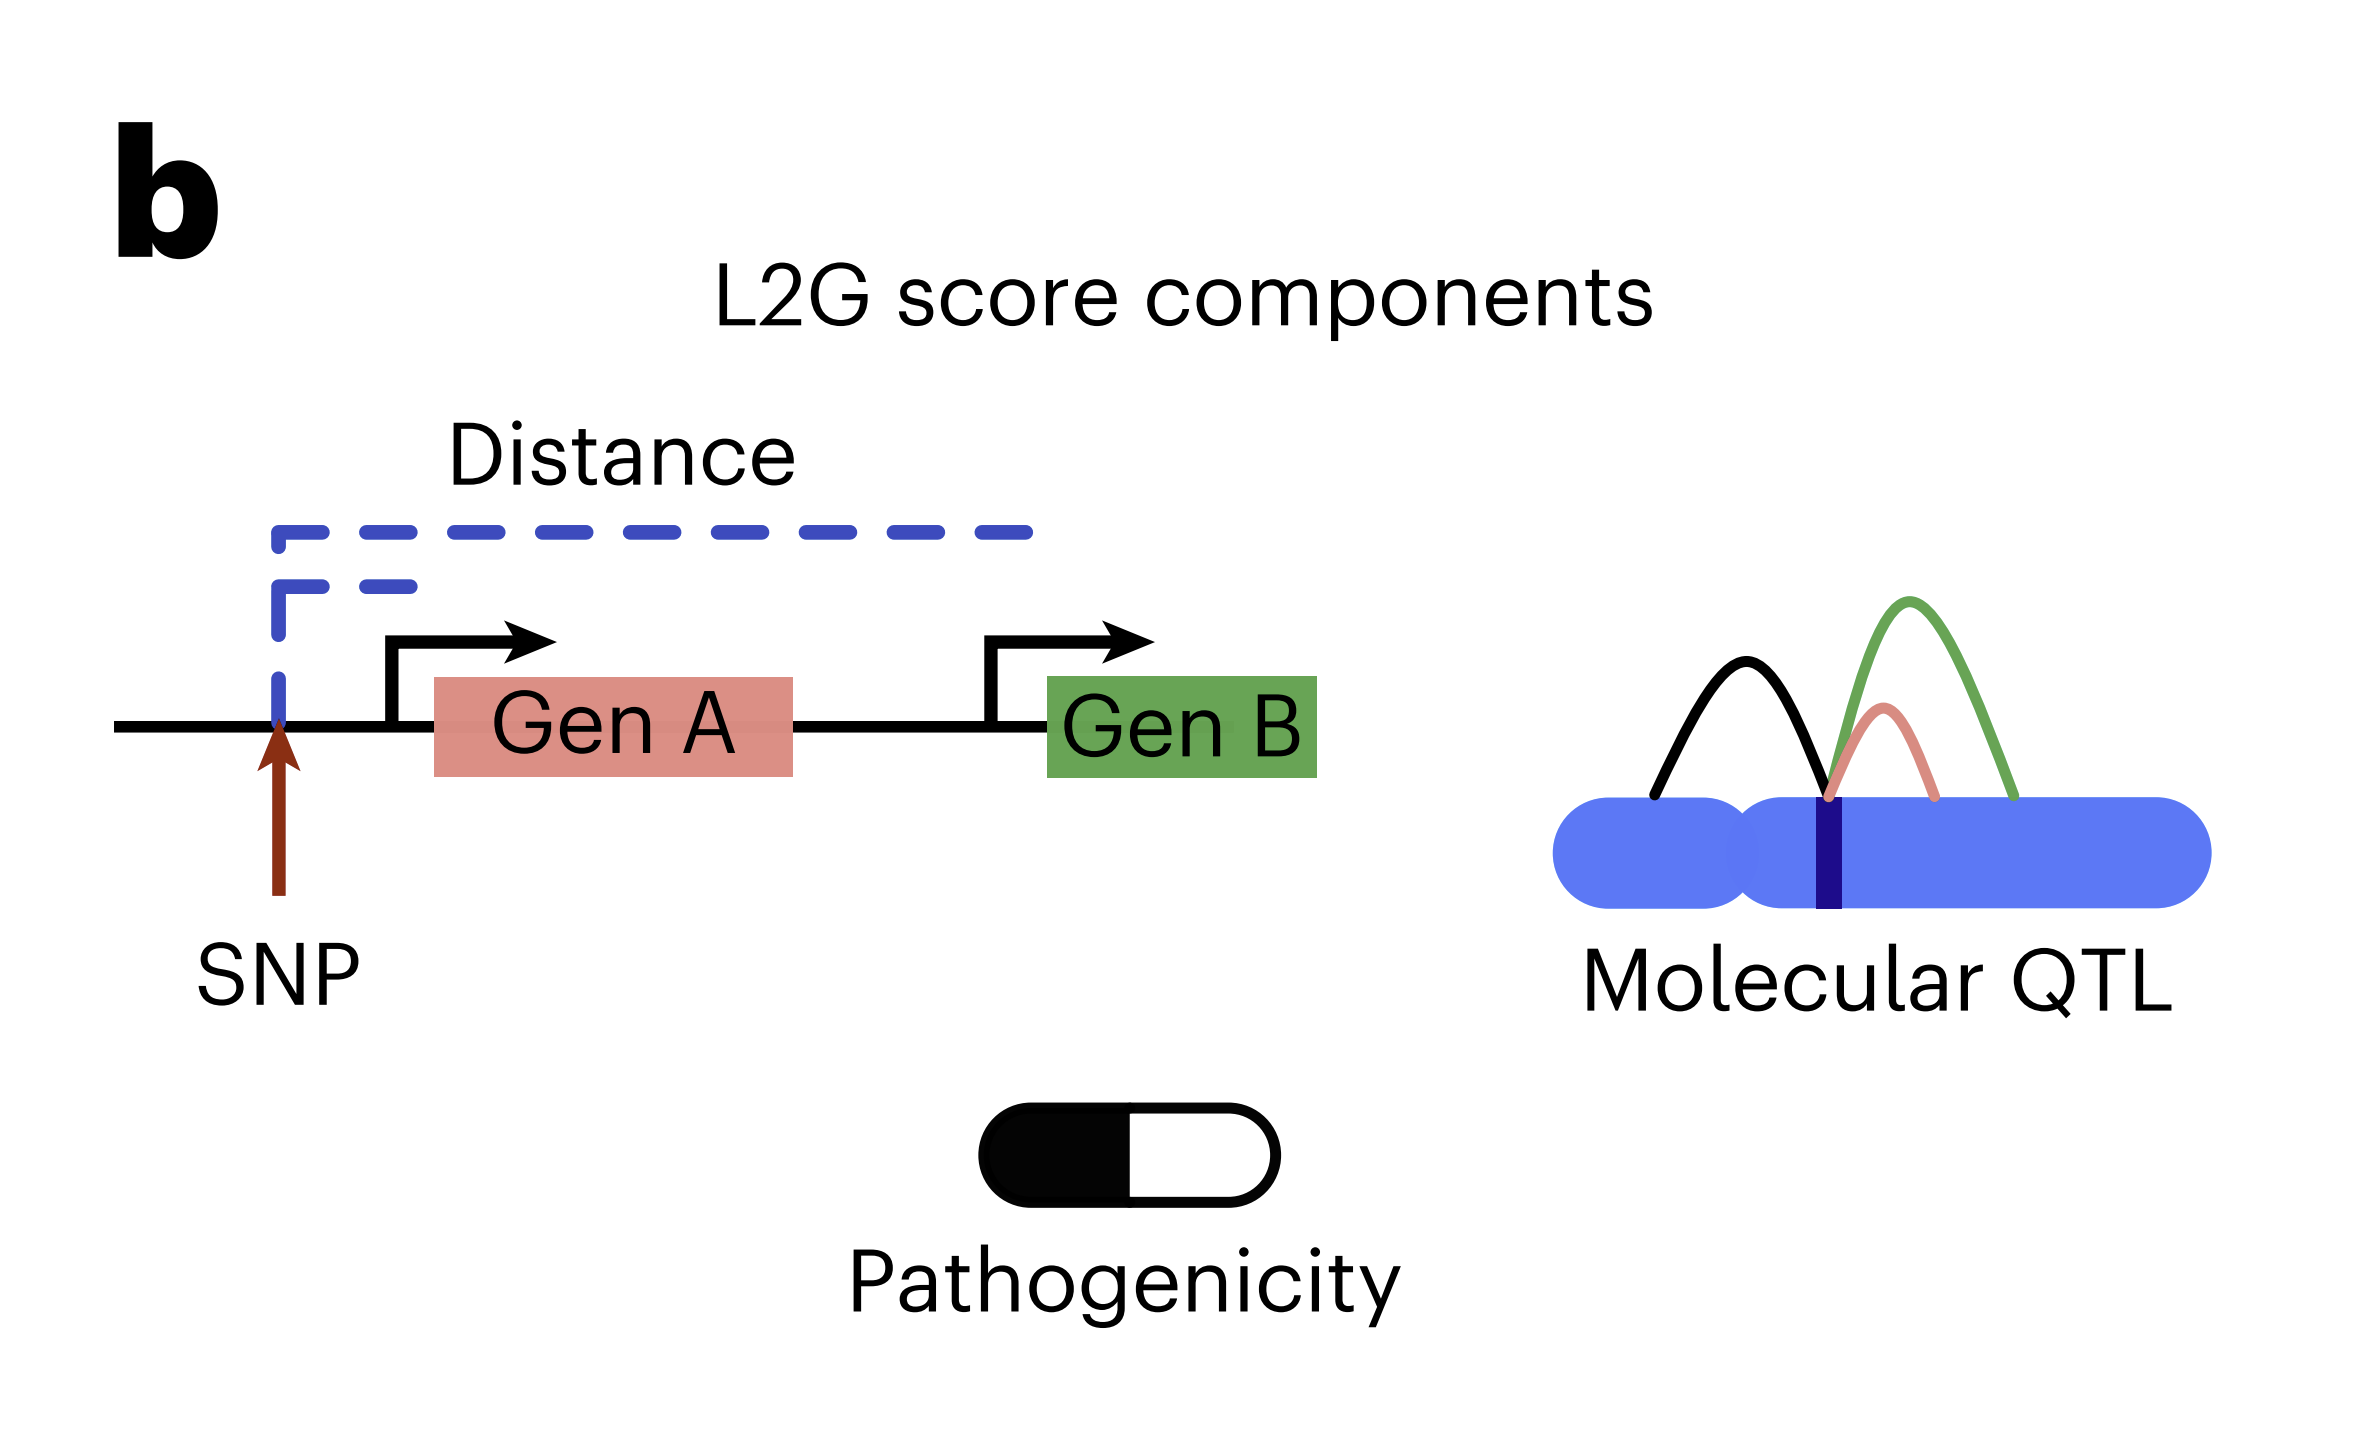 b
L2G score components
Distance
Gen A
Gen B
SNP
Molecular QTL
Pathogenicity